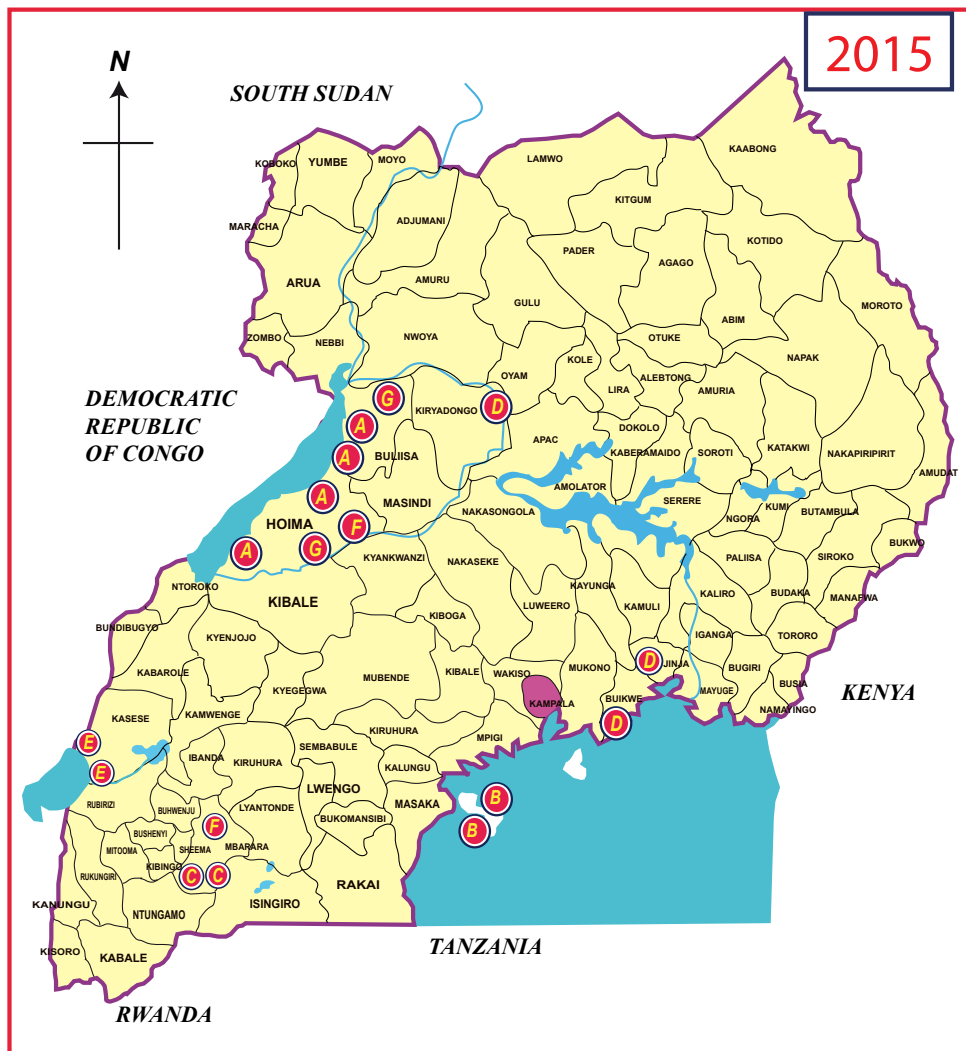 2015
N
SOUTH SUDAN
KOBOKO
YUMBE
MOYO
LAMWO
KAABONG
KITGUM
MARACHA
ADJUMANI
KOTIDO
PADER
AGAGO
ARUA
AMURU
GULU
MOROTO
ABIM
ZOMBO
NEBBI
NWOYA
OTUKE
NAPAK
KOLE
OYAM
ALEBTONG
LIRA
AMURIA
DEMOCRATIC
REPUBLIC
OF CONGO
G
KIRYADONGO
D
A
DOKOLO
APAC
KABERAMAIDO
SOROTI
KATAKWI
NAKAPIRIPIRIT
A
BULIISA
AMUDAT
AMOLATOR
A
MASINDI
SERERE
KUMI
NAKASONGOLA
NGORA
BUTAMBULA
HOIMA
F
BUKWO
A
G
KYANKWANZI
NAKASEKE
PALIISA
SIROKO
NTOROKO
KAYUNGA
KALIRO
BUDAKA
MANAFWA
KIBALE
LUWEERO
KAMULI
KIBOGA
BUNDIBUGYO
KYENJOJO
IGANGA
TORORO
KABAROLE
MUBENDE
KIBALE
WAKISO
MUKONO
D
JINJA
BUGIRI
KYEGEGWA
BUSIA
MAYUGE
KENYA
KASESE
KAMWENGE
KAMPALA
BUIKWE
NAMAYINGO
D
KIRUHURA
MPIGI
E
SEMBABULE
IBANDA
KIRUHURA
KALUNGU
E
LWENGO
RUBIRIZI
BUHWENJU
LYANTONDE
MASAKA
B
BUKOMANSIBI
F
B
BUSHENYI
MITOOMA
SHEEMA
MBARARA
KIBINGO
RUKUNGIRI
C
C
RAKAI
KANUNGU
ISINGIRO
NTUNGAMO
KISORO
KABALE
TANZANIA
RWANDA